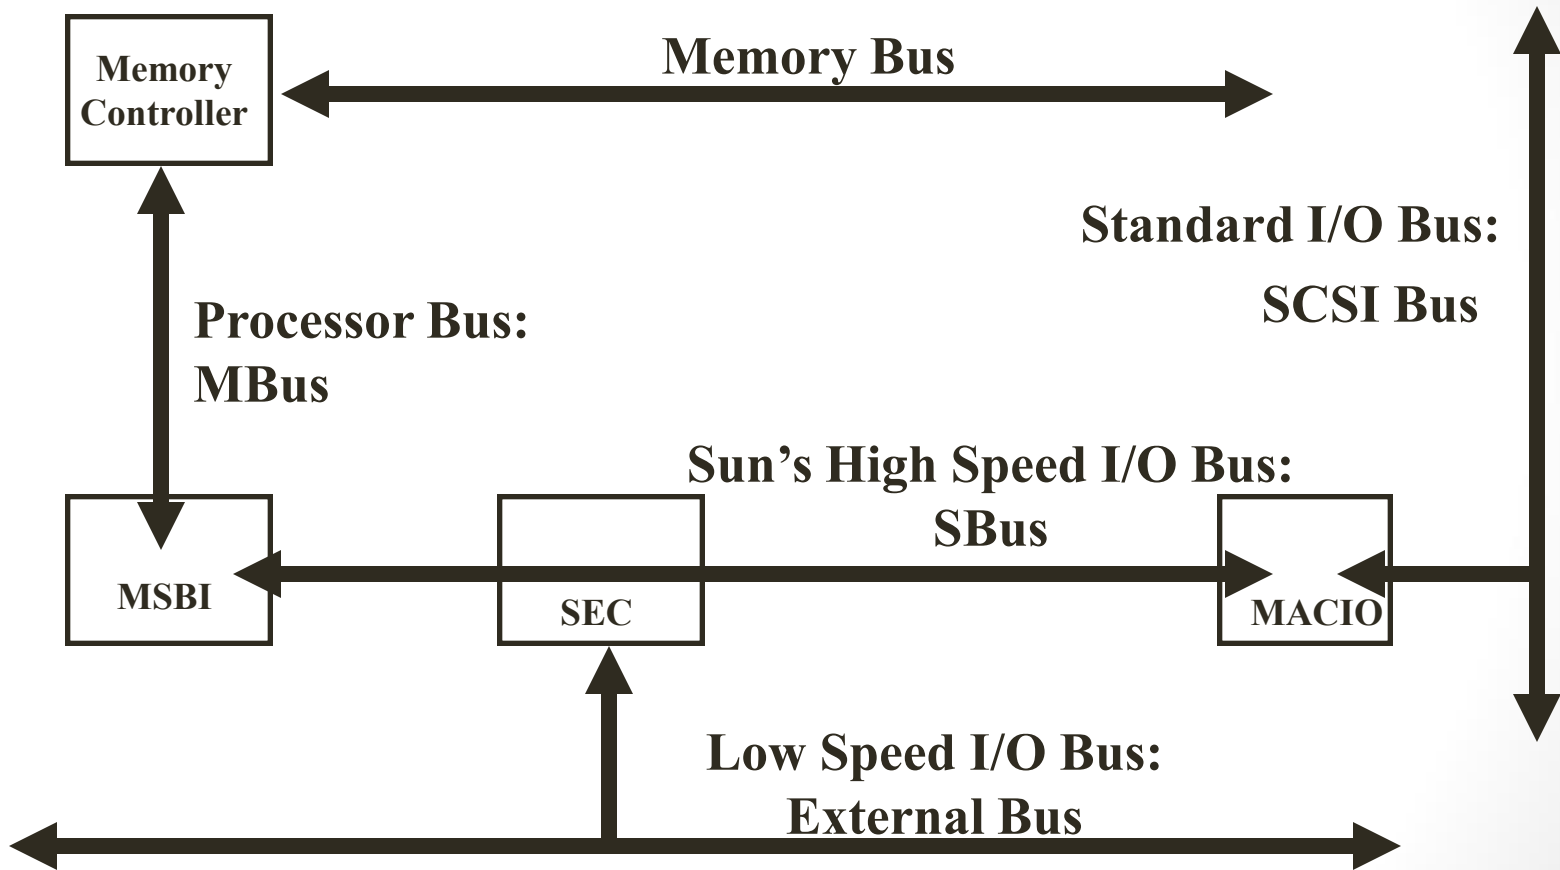 Memory
Controller
Memory Bus
Standard I/O Bus:
SCSI Bus
Processor Bus:
MBus
Sun’s High Speed I/O Bus:
SBus
MSBI
SEC
MACIO
Low Speed I/O Bus:
External Bus